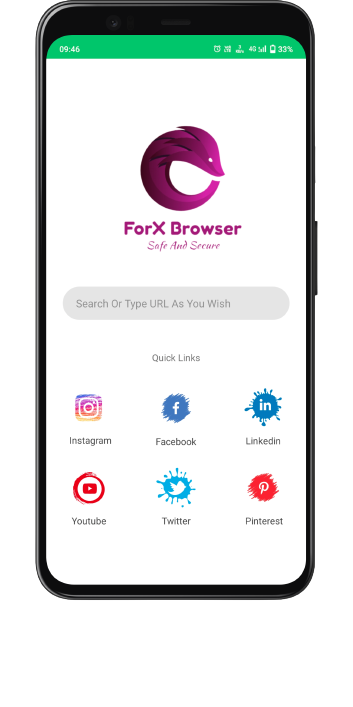 09:46
4G 33%
ForX Browser
Safe And Secure
Search Or Type URL As You Wish
Quick Links
Instagram
Facebook
Linkedin
Youtube
Twitter
Pinterest